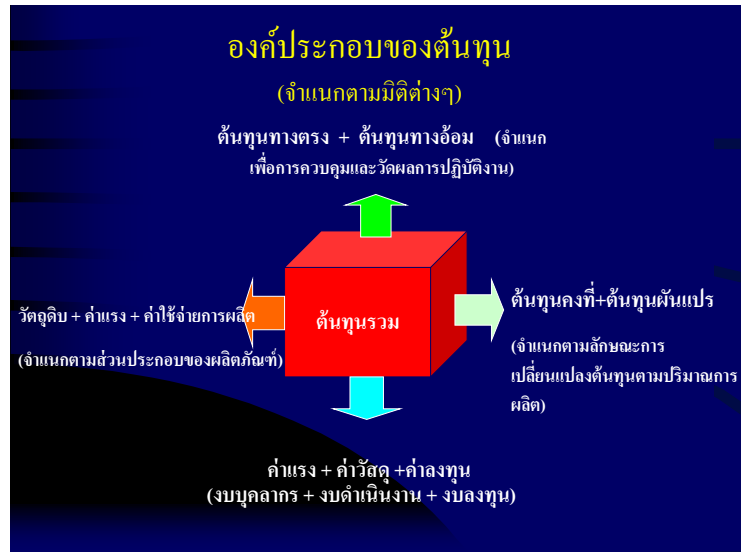 องค์ประกอบของต้นทุน
(จำแนกตามมิติต่างๆ)
ต้นทุนทางตรง + ต้นทุนทางอ้อม (จำแนก
เพื่อการควบคุมและวัดผลการปฏิบัติงาน)
วัตถุดิบ + ค่าแรง + ค่าใช้จ่ายการผลิต
(จำแนกตามส่วนประกอบของผลิตภัณฑ์)
ต้นทุนรวม
ต้นทุนคงที่+ต้นทุนผันแปร
(จำแนกตามลักษณะการ
เปลี่ยนแปลงต้นทุนตามปริมาณการ
ผลิต)
ค่าแรง + ค่าวัสดุ +ค่าลงทุน
(งบบุคลากร + งบดำเนินงาน + งบลงทุน)